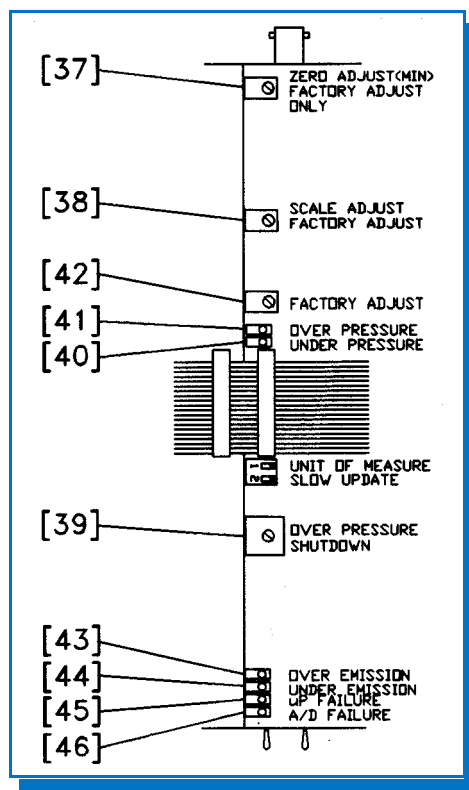 [37]
ZERO ADJUST(MIN)
FACTORY ADJUST
ONLY
[38]
SCALE ADJUST
FACTORY ADJUST
[42]
FACTORY ADJUST
[41]
OVER PRESSURE
[40]
UNDER PRESSURE
1
UNIT OF MEASURE
2
SLOW UPDATE
[39]
OVER PRESSURE
SHUTDOWN
[43]
OVER EMISSION
[44]
UNDER EMISSION
[45]
uP FAILURE
[46]
A/D FAILURE